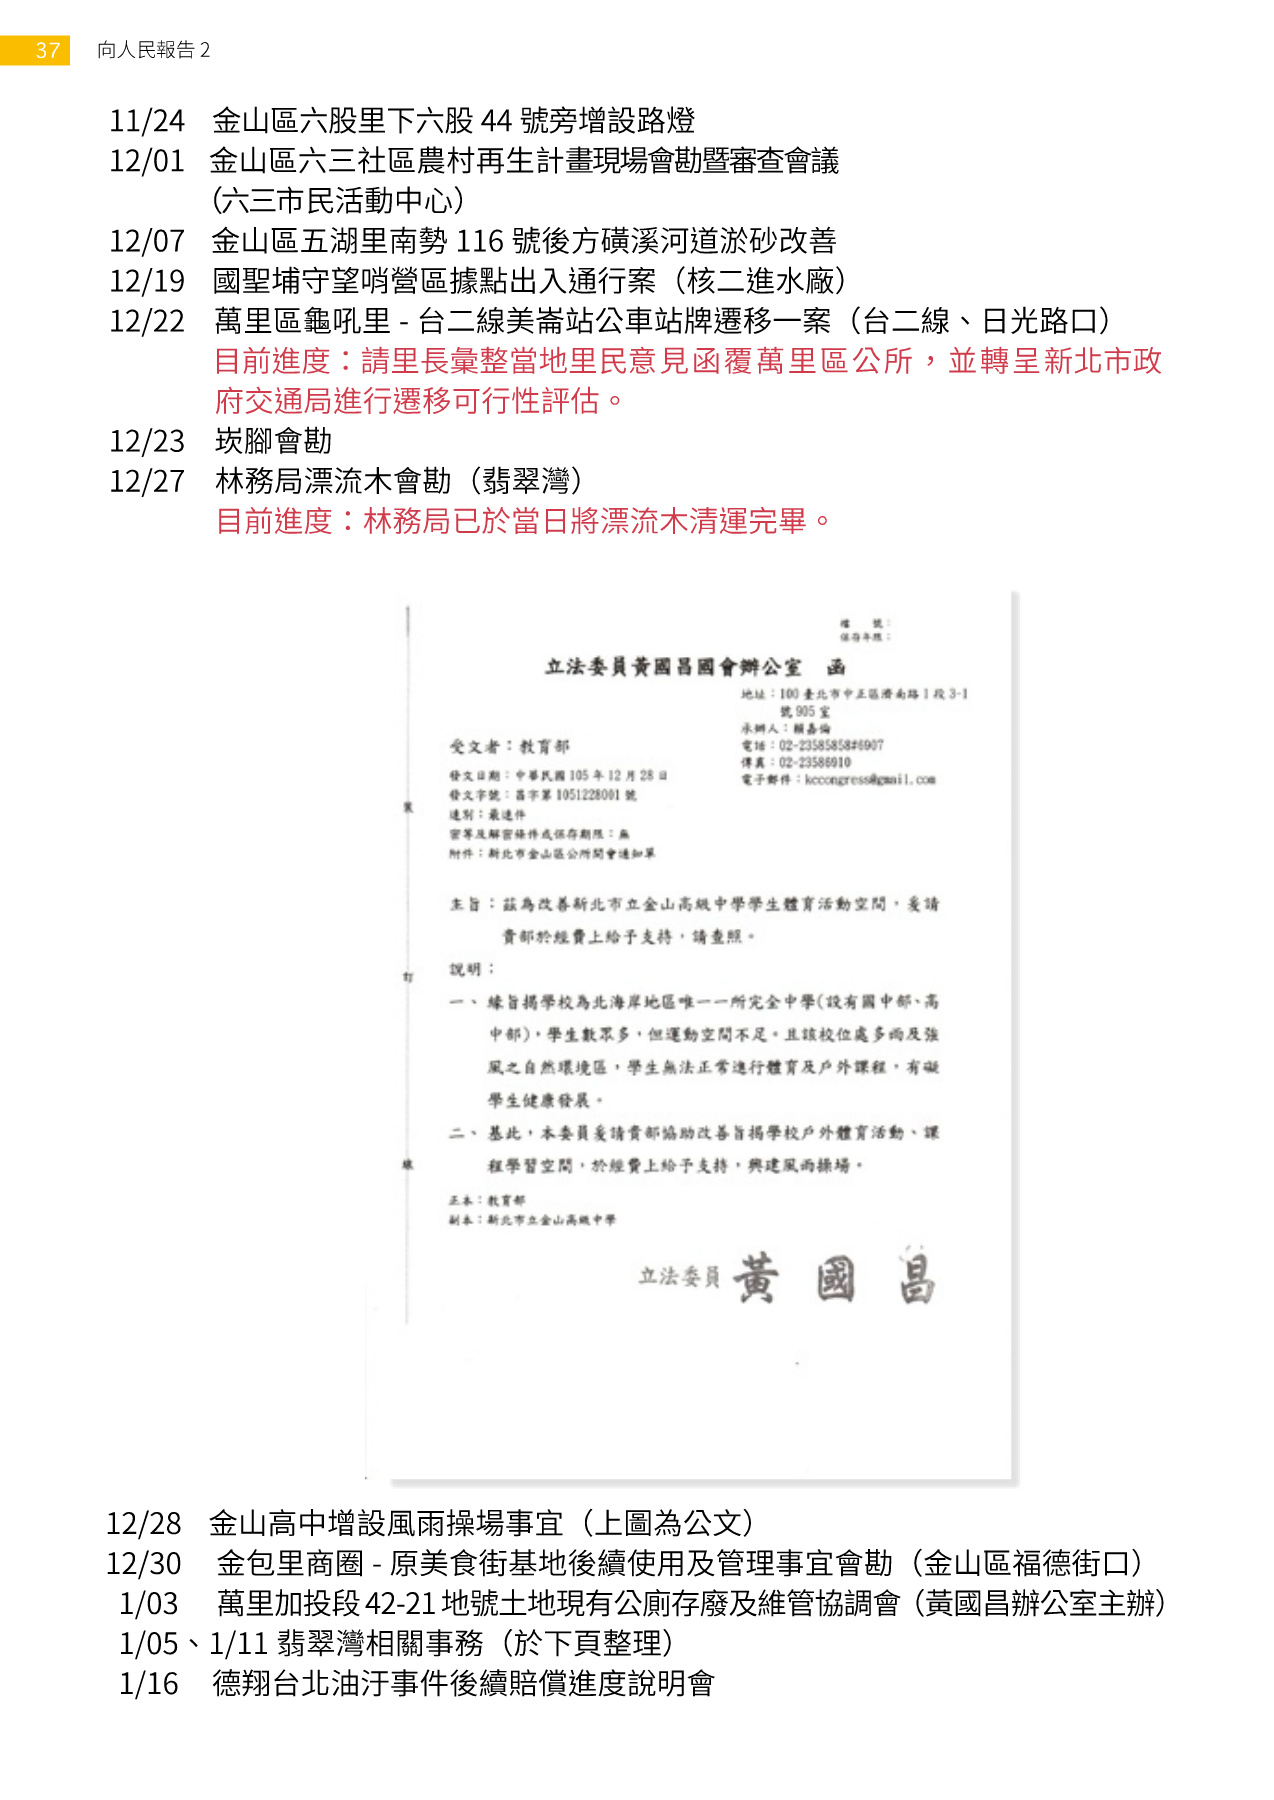 37 向人民報告 2
11/24 金山區六股里下六股 44 號旁增設路燈
12/01 金山區六三社區農村再生計畫現場會勘暨審查會議
(六三市民活動中心）
12/07 金山區五湖里南勢 116 號後方磺溪河道淤砂改善
12/19 國聖埔守望哨營區據點出入通行案（核二進水廠）
12/22 萬里區龜吼里 - 台二線美崙站公車站牌遷移一案（台二線、日光路口）
目前進度：請里長彙整當地里民意見函覆萬里區公所，並轉呈新北市政
府交通局進行遷移可行性評估。
12/23 崁腳會勘
12/27 林務局漂流木會勘（翡翠灣）
目前進度：林務局已於當日將漂流木清運完畢。
檔 號：
保存年限：
立法委員黃國昌國會辦公室 函
地址：100 臺北市中正區濟南路 1 段 3-1
號 905 室
承辦人：賴嘉倫
電話：02-23585858#6907
傳真：02-23586910
電子郵件：kccongress@gmail.com
受文者：教育部
發文日期：中華民國 105 年 12 月 28 日
發文字號：昌字第 1051228001 號
速別：最速件
密等及解密條件或保存期限：無
附件：新北市金山區公所開會通知單
裝
主旨：茲為改善新北市立金山高級中學學生體育活動空間，爰請
貴部於經費上給予支持，請查照。
訂
說明：
一、緣旨揭學校為北海岸地區唯一一所完全中學(設有國中部、高
中部)，學生數眾多，但運動空間不足。且該校位處多雨及強
風之自然環境區，學生無法正常進行體育及戶外課程，有礙
學生健康發展。
二、基此，本委員爰請貴部協助改善旨揭學校戶外體育活動、課
程學習空間，於經費上給予支持，興建風雨操場。
線
正本：教育部
副本：新北市立金山高級中學
立法委員 黃 國 昌
12/28 金山高中增設風雨操場事宜（上圖為公文）
12/30 金包里商圈 - 原美食街基地後續使用及管理事宜會勘（金山區福德街口）
1/03 萬里加投段 42-21 地號土地現有公廁存廢及維管協調會（黃國昌辦公室主辦）
1/05、1/11 翡翠灣相關事務（於下頁整理）
1/16 德翔台北油汙事件後續賠償進度說明會